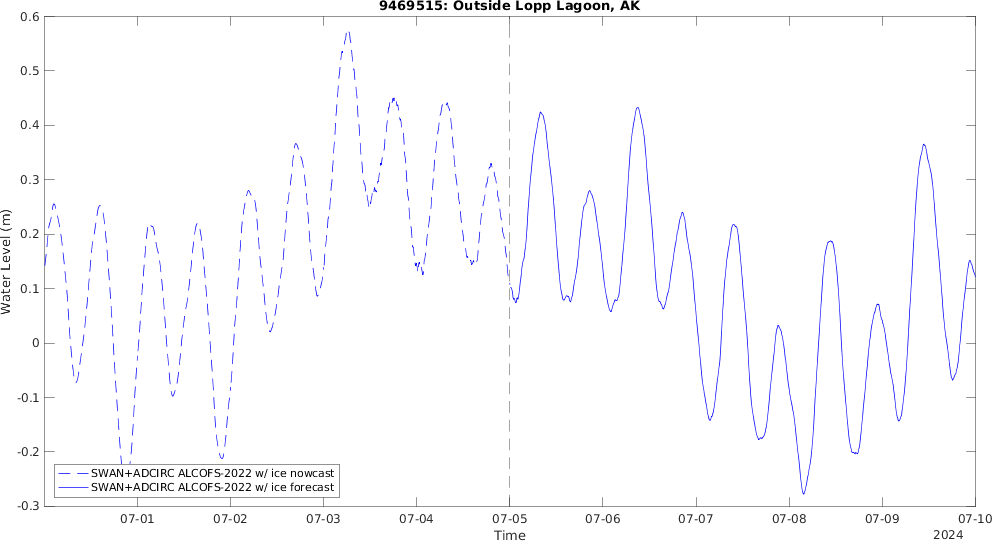 9469515: Outside Lopp Lagoon, AK
0.6
0.5
0.4
0.3
0.2
0.1
0
-0.1
-0.2
-0.3
Water Level (m)
SWAN+ADCIRC ALCOFS-2022 w/ ice nowcast
SWAN+ADCIRC ALCOFS-2022 w/ ice forecast
07-01 07-02 07-03 07-04 07-05 07-06 07-07 07-08 07-09 07-10
Time
2024